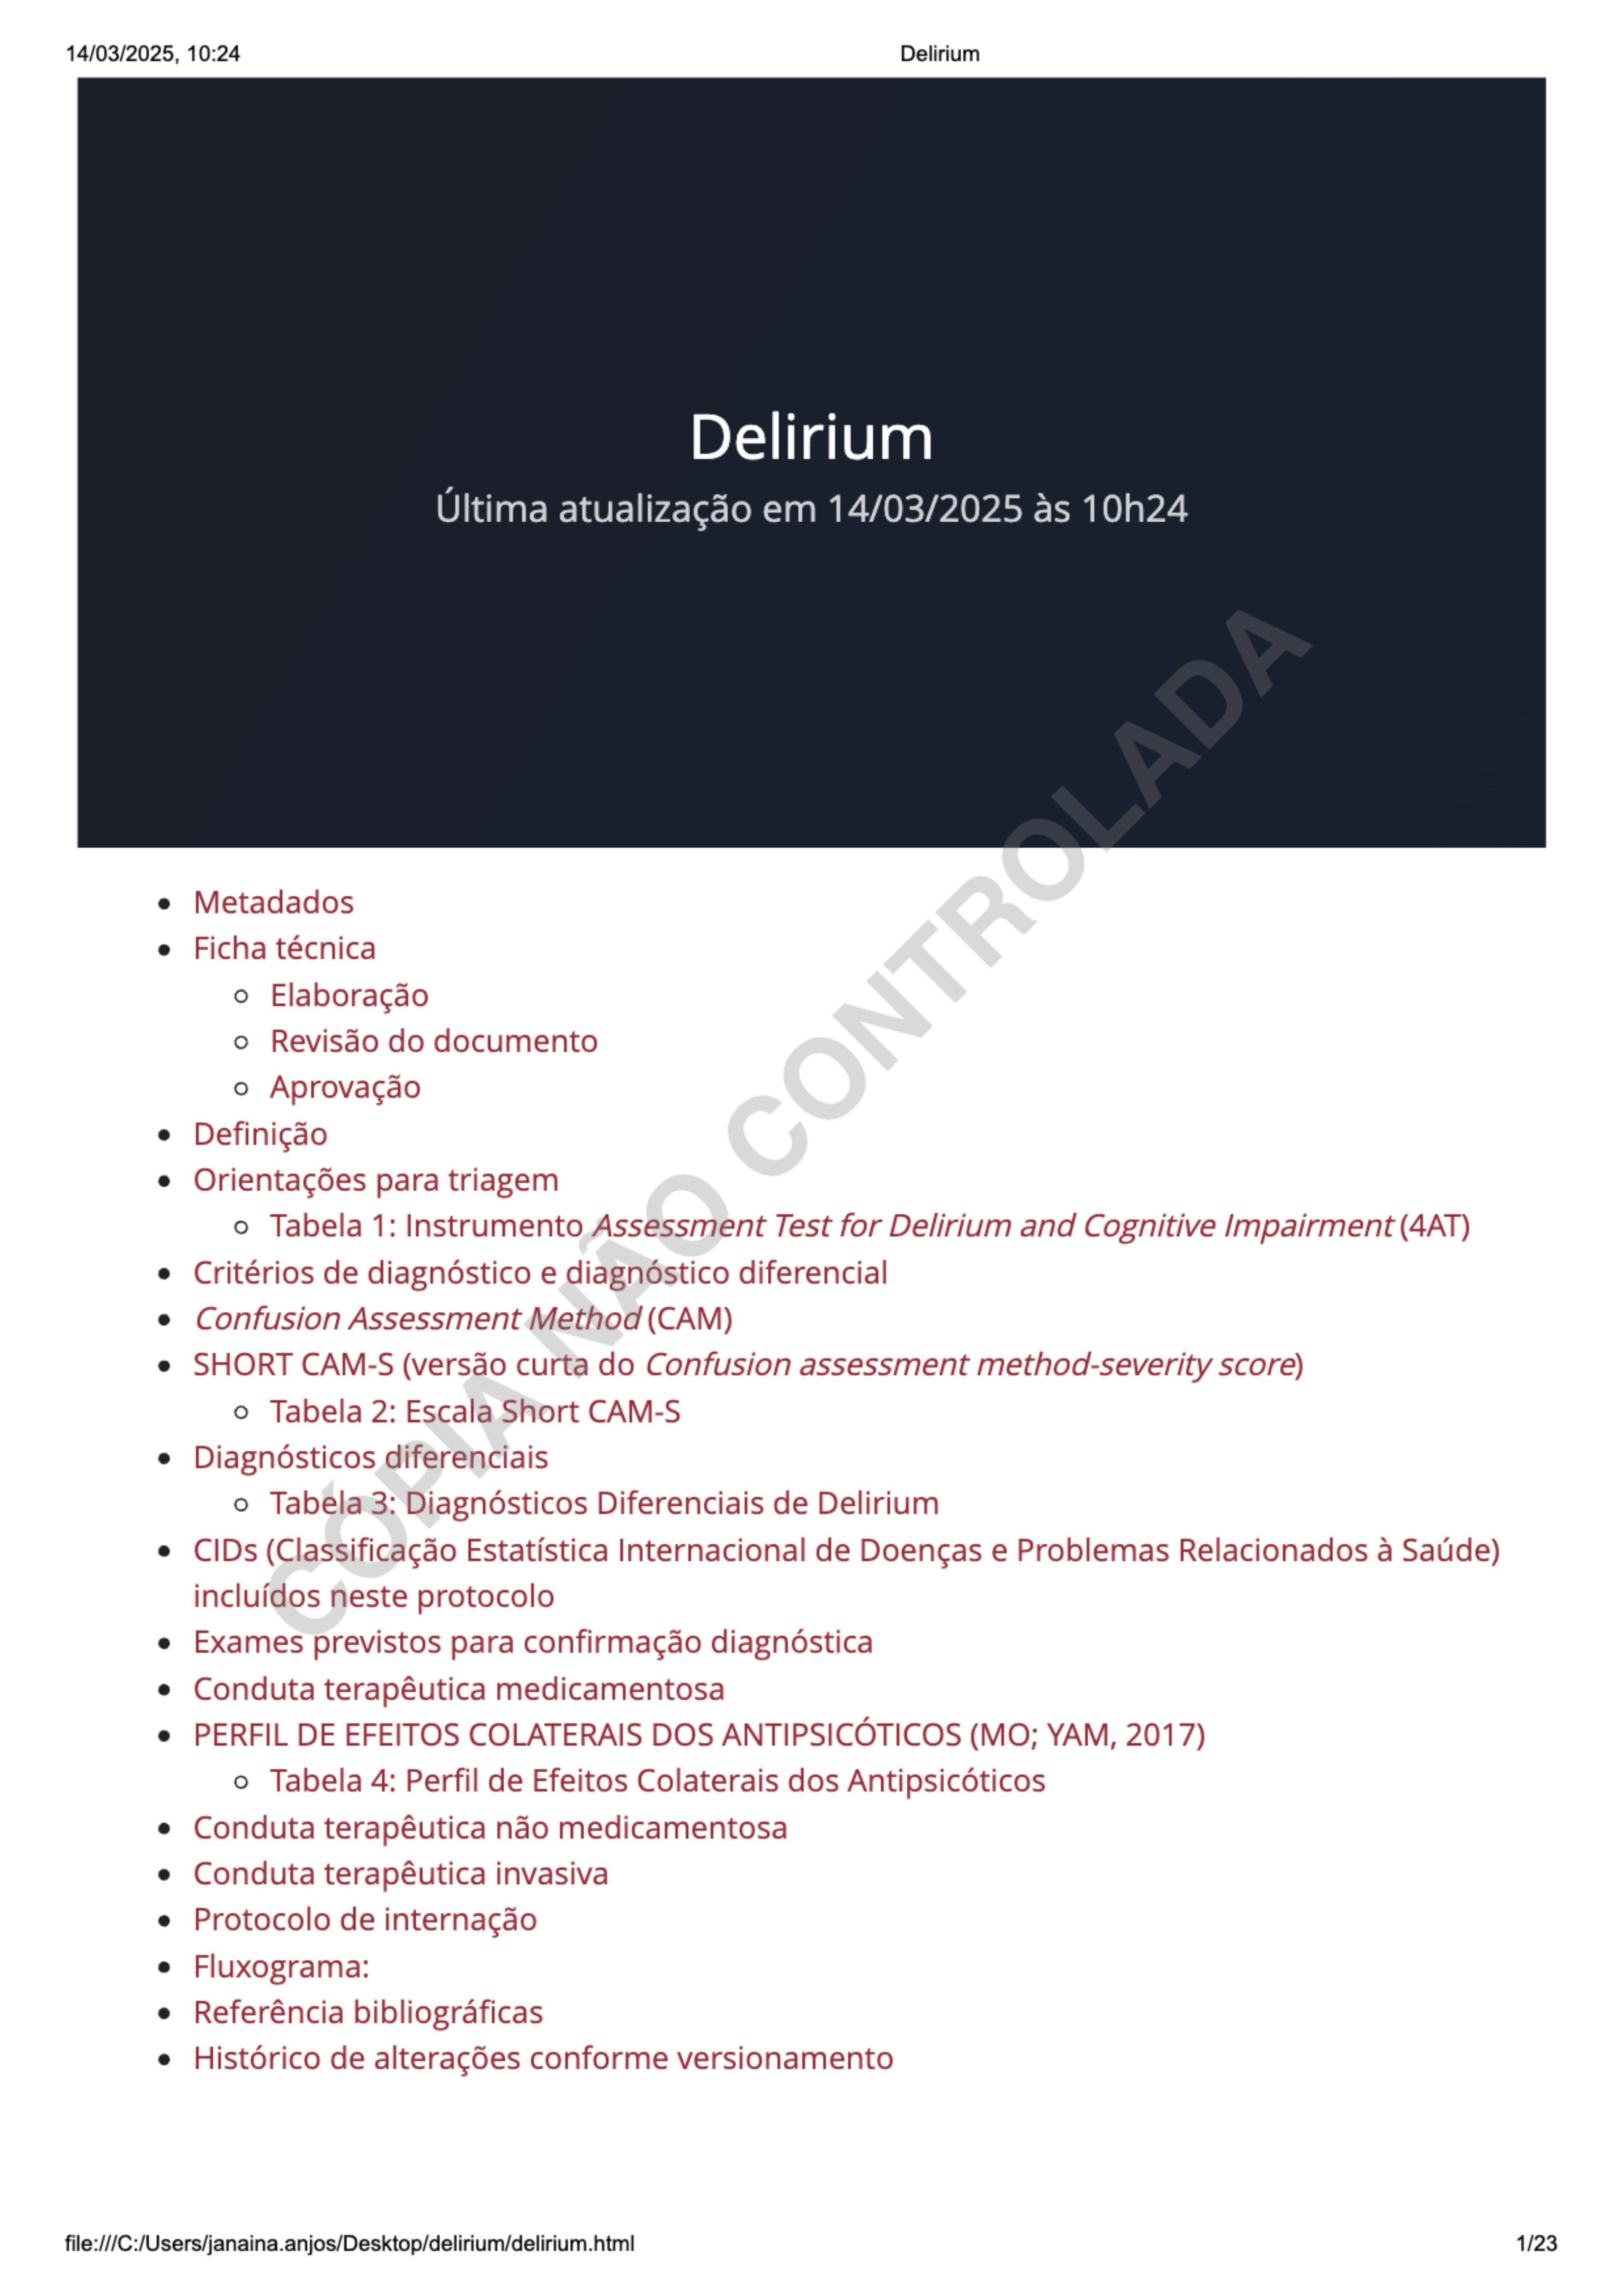 14/03/2025, 10:24 Delirium
Delirium
Última atualização em 14/03/2025 às 10h24
CÓPIA NÃO CONTROLADA
• Metadados
• Ficha técnica
◦ Elaboração
◦ Revisão do documento
◦ Aprovação
• Definição
• Orientações para triagem
◦ Tabela 1: Instrumento Assessment Test for Delirium and Cognitive Impairment (4AT)
• Critérios de diagnóstico e diagnóstico diferencial
• Confusion Assessment Method (CAM)
• SHORT CAM-S (versão curta do Confusion assessment method-severity score)
◦ Tabela 2: Escala Short CAM-S
• Diagnósticos diferenciais
◦ Tabela 3: Diagnósticos Diferenciais de Delirium
• CIDs (Classificação Estatística Internacional de Doenças e Problemas Relacionados à Saúde)
incluídos neste protocolo
• Exames previstos para confirmação diagnóstica
• Conduta terapêutica medicamentosa
• PERFIL DE EFEITOS COLATERAIS DOS ANTIPSICÓTICOS (MO; YAM, 2017)
◦ Tabela 4: Perfil de Efeitos Colaterais dos Antipsicóticos
• Conduta terapêutica não medicamentosa
• Conduta terapêutica invasiva
• Protocolo de internação
• Fluxograma:
• Referência bibliográficas
• Histórico de alterações conforme versionamento
file:///C:/Users/janaina.anjos/Desktop/delirium/delirium.html 1/23